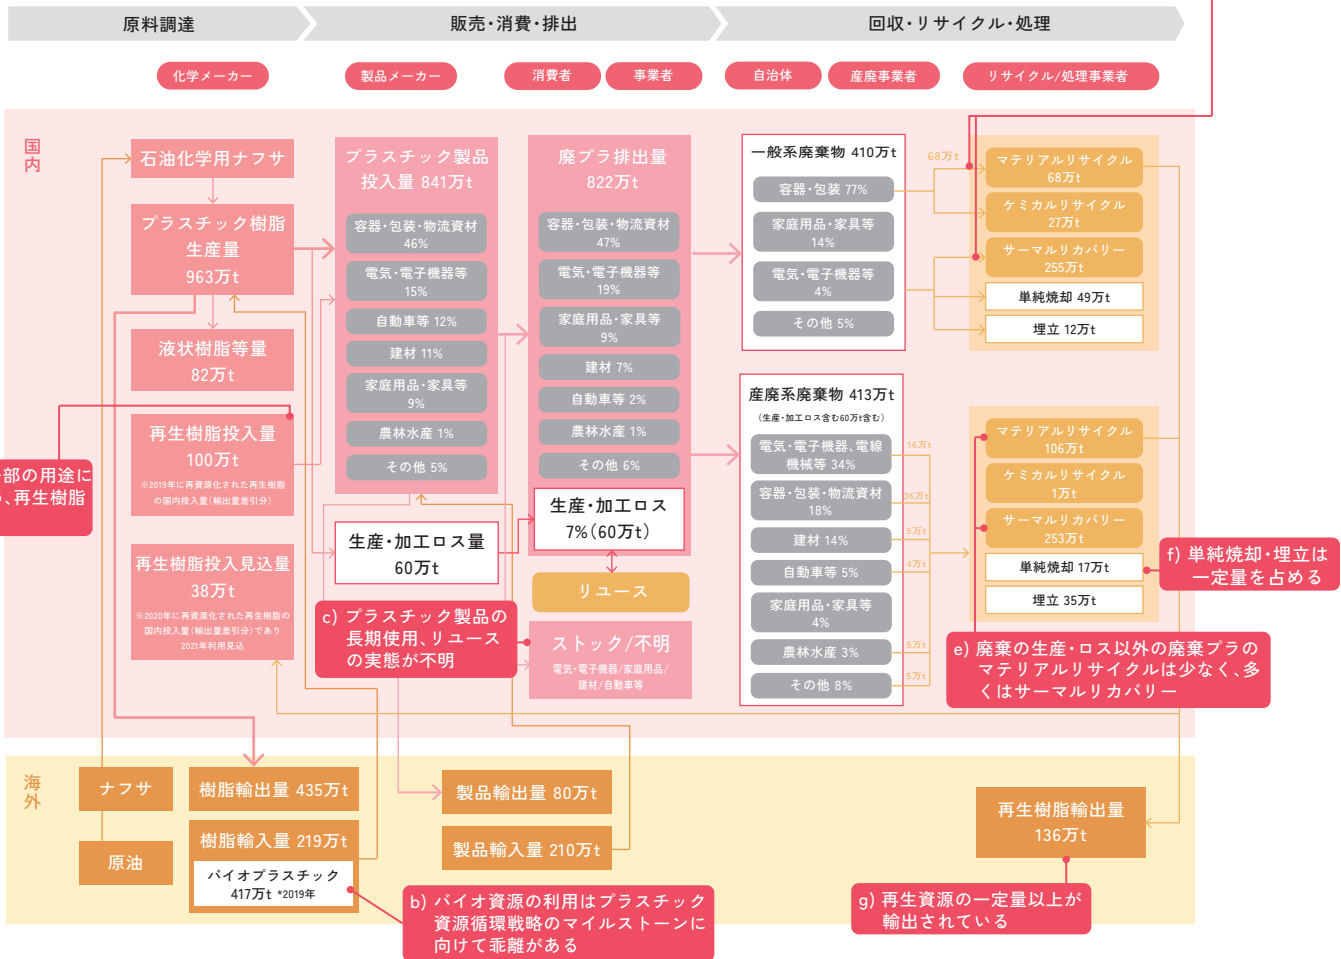 原料調達
販売・消費・排出
回収・リサイクル・処理
化学メーカー
製品メーカー
消費者
事業者
自治体
産廃事業者
リサイクル/処理事業者
国内
石油化学用ナフサ
プラスチック樹脂
生産量
963万t
液状樹脂等量
82万t
再生樹脂投入量
100万t
※2019年に再資源化された再生樹脂
の国内投入量(輸出量差引分)
部の用途に
、再生樹脂
再生樹脂投入見込量
38万t
※2020年に再資源化された再生樹脂の
国内投入量(輸出量差引分)であり
2021年利用見込
プラスチック製品
投入量 841万t
容器・包装・物流資材
46%
電気・電子機器等
15%
自動車等 12%
建材 11%
家庭用品・家具等
9%
農林水産 1%
その他 5%
生産・加工ロス量
60万t
c) プラスチック製品の
長期使用、リユース
の実態が不明
廃プラ排出量
822万t
容器・包装・物流資材
47%
電気・電子機器等
19%
家庭用品・家具等
9%
建材 7%
自動車等 2%
農林水産 1%
その他 6%
生産・加工ロス
7%(60万t)
リユース
ストック/不明
電気・電子機器/家庭用品/
建材/自動車等
一般系廃棄物 410万t
容器・包装 77%
家庭用品・家具等
14%
電気・電子機器等
4%
その他 5%
68万t
マテリアルリサイクル
68万t
ケミカルリサイクル
27万t
サーマルリカバリー
255万t
単純焼却 49万t
埋立 12万t
産廃系廃棄物 413万t
(生産・加工ロス含む60万t含む)
電気・電子機器、電線
機械等 34%
容器・包装・物流資材
18%
建材 14%
自動車等 5%
家庭用品・家具等
4%
農林水産 3%
その他 8%
16万t
36万t
5万t
4万t
5万t
5万t
マテリアルリサイクル
106万t
ケミカルリサイクル
1万t
サーマルリカバリー
253万t
単純焼却 17万t
埋立 35万t
f) 単純焼却・埋立は
一定量を占める
e) 廃棄の生産・ロス以外の廃棄プラの
マテリアルリサイクルは少なく、多
くはサーマルリカバリー
海外
ナフサ
原油
樹脂輸出量 435万t
樹脂輸入量 219万t
バイオプラスチック
417万t *2019年
製品輸出量 80万t
製品輸入量 210万t
b) バイオ資源の利用はプラスチック
資源循環戦略のマイルストーンに
向けて乖離がある
再生樹脂輸出量
136万t
g) 再生資源の一定量以上が
輸出されている